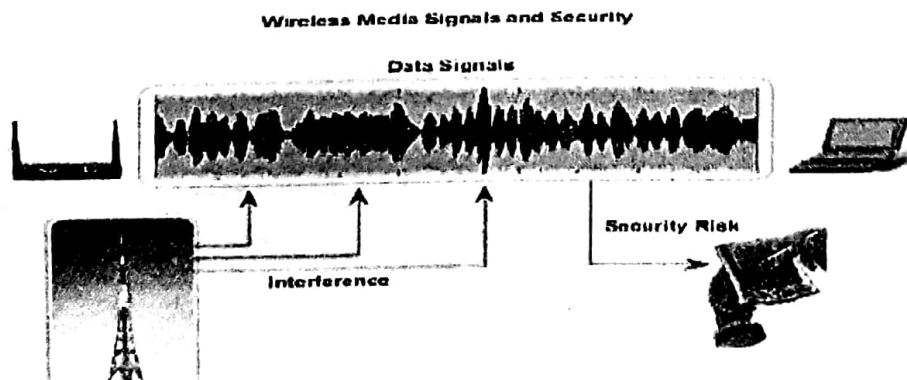 Wireless Media Signals and Security
Data Signals
Security Risk
Interference